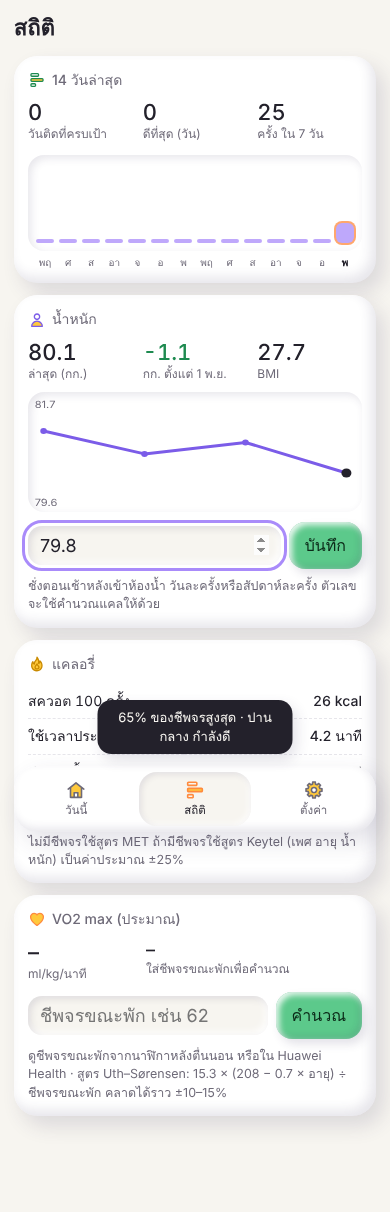 สถิติ
14 วันล่าสุด
0 0 25
วันติดที่ครบเป้า ดีที่สุด (วัน) ครั้ง ใน 7 วัน
พฤ ศ ส อา จ อ พ พฤ ศ ส อา จ อ พ
น้ำหนัก
80.1 -1.1 27.7
ล่าสุด (กก.) กก. ตั้งแต่ 1 พ.ย. BMI
81.7
79.6
79.8 บันทึก
ชั่งตอนเช้าหลังเข้าห้องน้ำ วันละครั้งหรือสัปดาห์ละครั้ง ตัวเลข
จะใช้คำนวณแคลให้ด้วย
แคลอรี่
สควอต 100 26 kcal
65% ของชีพจรสูงสุด · ปาน
กลาง กำลังดี
ใช้เวลาประ 4.2 นาที
วันนี้ สถิติ ตั้งค่า
ไม่มีชีพจรใช้สูตร MET ถ้ามีชีพจรใช้สูตร Keytel (เพศ อายุ น้ำ
หนัก) เป็นค่าประมาณ ±25%
VO2 max (ประมาณ)
– –
ml/kg/นาที ใส่ชีพจรขณะพักเพื่อคำนวณ
ชีพจรขณะพัก เช่น 62 คำนวณ
ดูชีพจรขณะพักจากนาฬิกาหลังตื่นนอน หรือใน Huawei
Health · สูตร Uth–Sørensen: 15.3 × (208 − 0.7 × อายุ) ÷
ชีพจรขณะพัก คลาดได้ราว ±10–15%